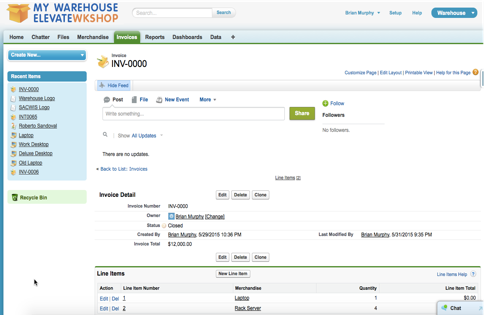 MY WAREHOUSE
ELEVATEWKSHOP
Search...
Search
Brian Murphy
Setup
Help
Warehouse
Home Chatter Files Merchandise Invoices Reports Dashboards Data +
Create New...
Recent Items
INV-0000
Warehouse Logo
SACWIS Logo
INT0065
Roberto Sandoval
Laptop
Work Desktop
Deluxe Desktop
Old Laptop
INV-0006
Recycle Bin
Invoice
INV-0000
Customize Page | Edit Layout | Printable View | Help for this Page
Hide Feed
Post File New Event More
Write something...
Share
Follow
Followers
No followers.
Show All Updates
There are no updates.
« Back to List: Invoices
Line Items [2]
Invoice Detail
Edit Delete Clone
Invoice Number INV-0000
Owner Brian Murphy [Change]
Status Closed
Created By Brian Murphy, 5/29/2015 10:36 PM
Last Modified By Brian Murphy, 5/31/2015 9:35 PM
Invoice Total $12,000.00
Edit Delete Clone
Line Items
New Line Item
Line Items Help ?
Action Line Item Number Merchandise Quantity Line Item Total
Edit | Del 1 Laptop 1 $0.00
Edit | Del 2 Rack Server 4
Chat